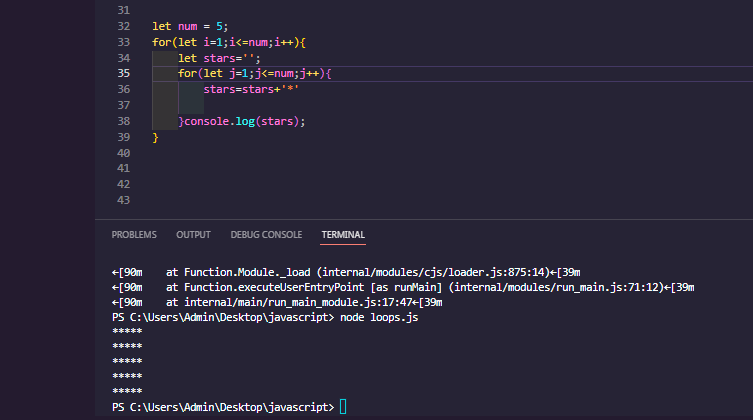 31
32 let num = 5;
33 for(let i=1;i<=num;i++){
34 let stars='';
35 for(let j=1;j<=num;j++){
36 stars=stars+'*'
37
38 }console.log(stars);
39 }
40
41
42
43
PROBLEMS OUTPUT DEBUG CONSOLE TERMINAL
←[90m    at Function.Module._load (internal/modules/cjs/loader.js:875:14)←[39m
←[90m    at Function.executeUserEntryPoint [as runMain] (internal/modules/run_main.js:71:12)←[39m
←[90m    at internal/main/run_main_module.js:17:47←[39m
PS C:\Users\Admin\Desktop\javascript> node loops.js
*****
*****
*****
*****
*****
PS C:\Users\Admin\Desktop\javascript>